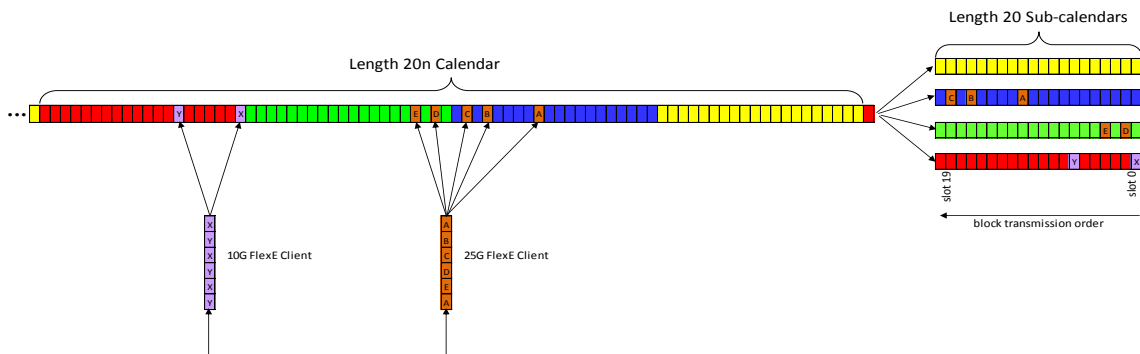 Length 20 Sub-calendars
Length 20n Calendar
...
Y X E D C B A
C B A
E D
Y X
slot 19
slot 0
block transmission order
X
Y
X
Y
X
Y
10G FlexE Client
A
B
C
D
E
A
25G FlexE Client